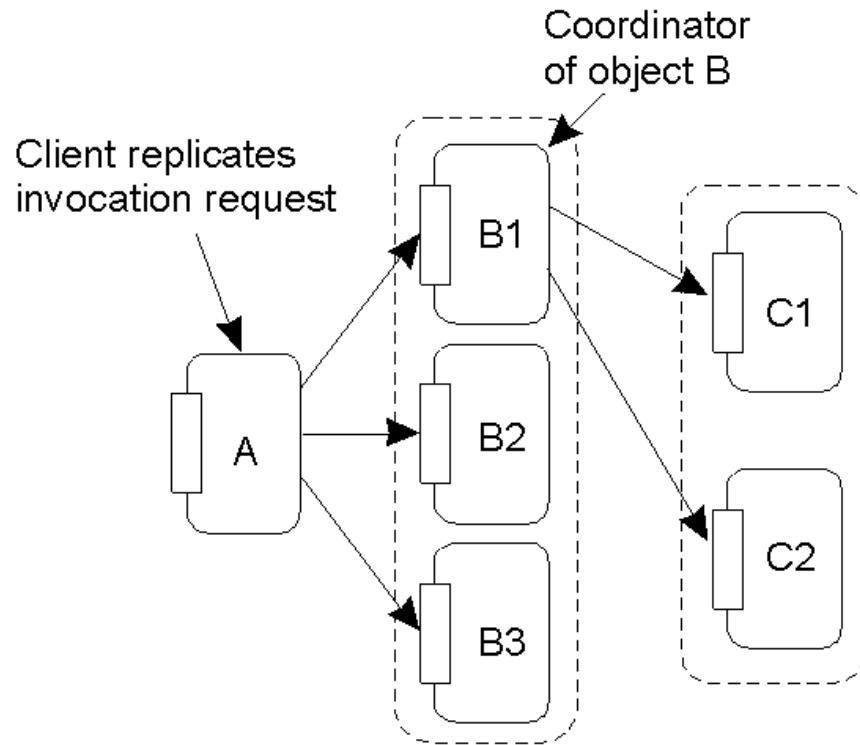 Coordinator
of object B
Client replicates
invocation request
A
B1
B2
B3
C1
C2